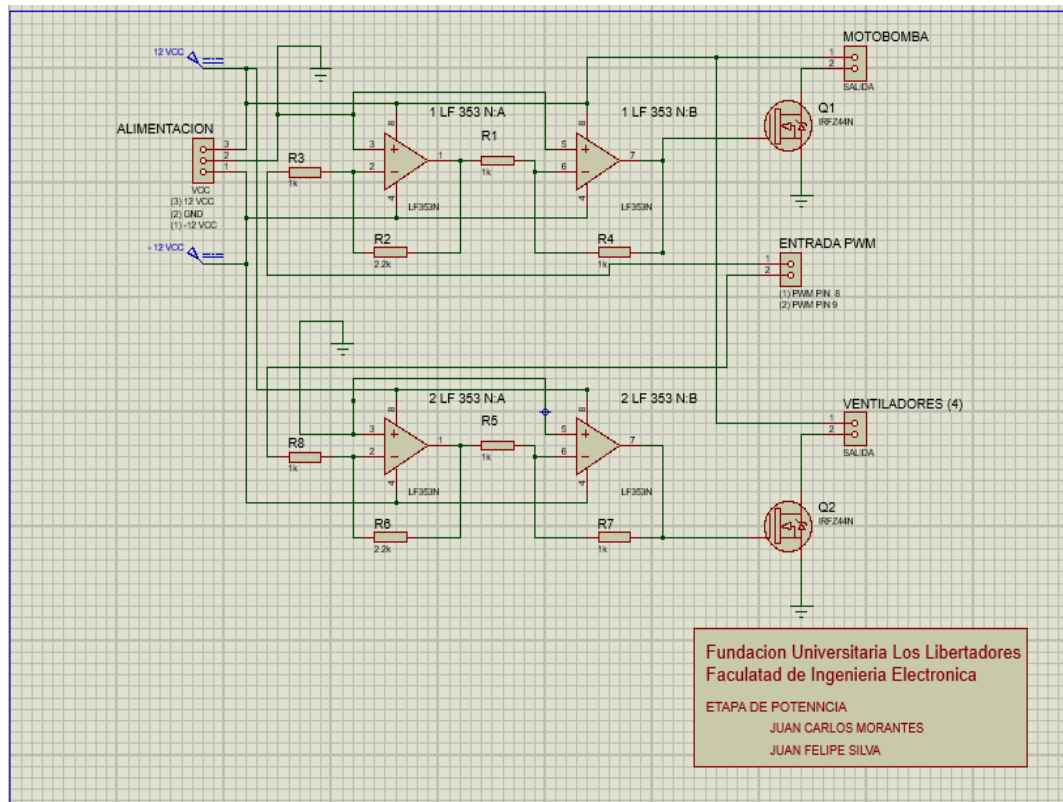 12 VCC
MOTOBOMBA
1
2
SALIDA
Q1
IRFZ44N
ALIMENTACION
3
2
1
VCC
(3) 12 VCC
(2) GND
(1) -12 VCC
1 LF 353 N:A
1 LF 353 N:B
R3
1k
3
2
8
4
1
LF353N
R1
1k
5
6
8
4
7
LF353N
R2
2.2k
R4
1k
- 12 VCC
ENTRADA PWM
1
2
(1) PWM PIN 8
(2) PWM PIN 9
2 LF 353 N:A
2 LF 353 N:B
VENTILADORES (4)
1
2
SALIDA
R8
1k
3
2
8
4
1
LF353N
R5
1k
5
6
8
4
7
LF353N
R6
2.2k
R7
1k
Q2
IRFZ44N
Fundacion Universitaria Los Libertadores
Faculatad de Ingenieria Electronica
ETAPA DE POTENNCIA
JUAN CARLOS MORANTES
JUAN FELIPE SILVA